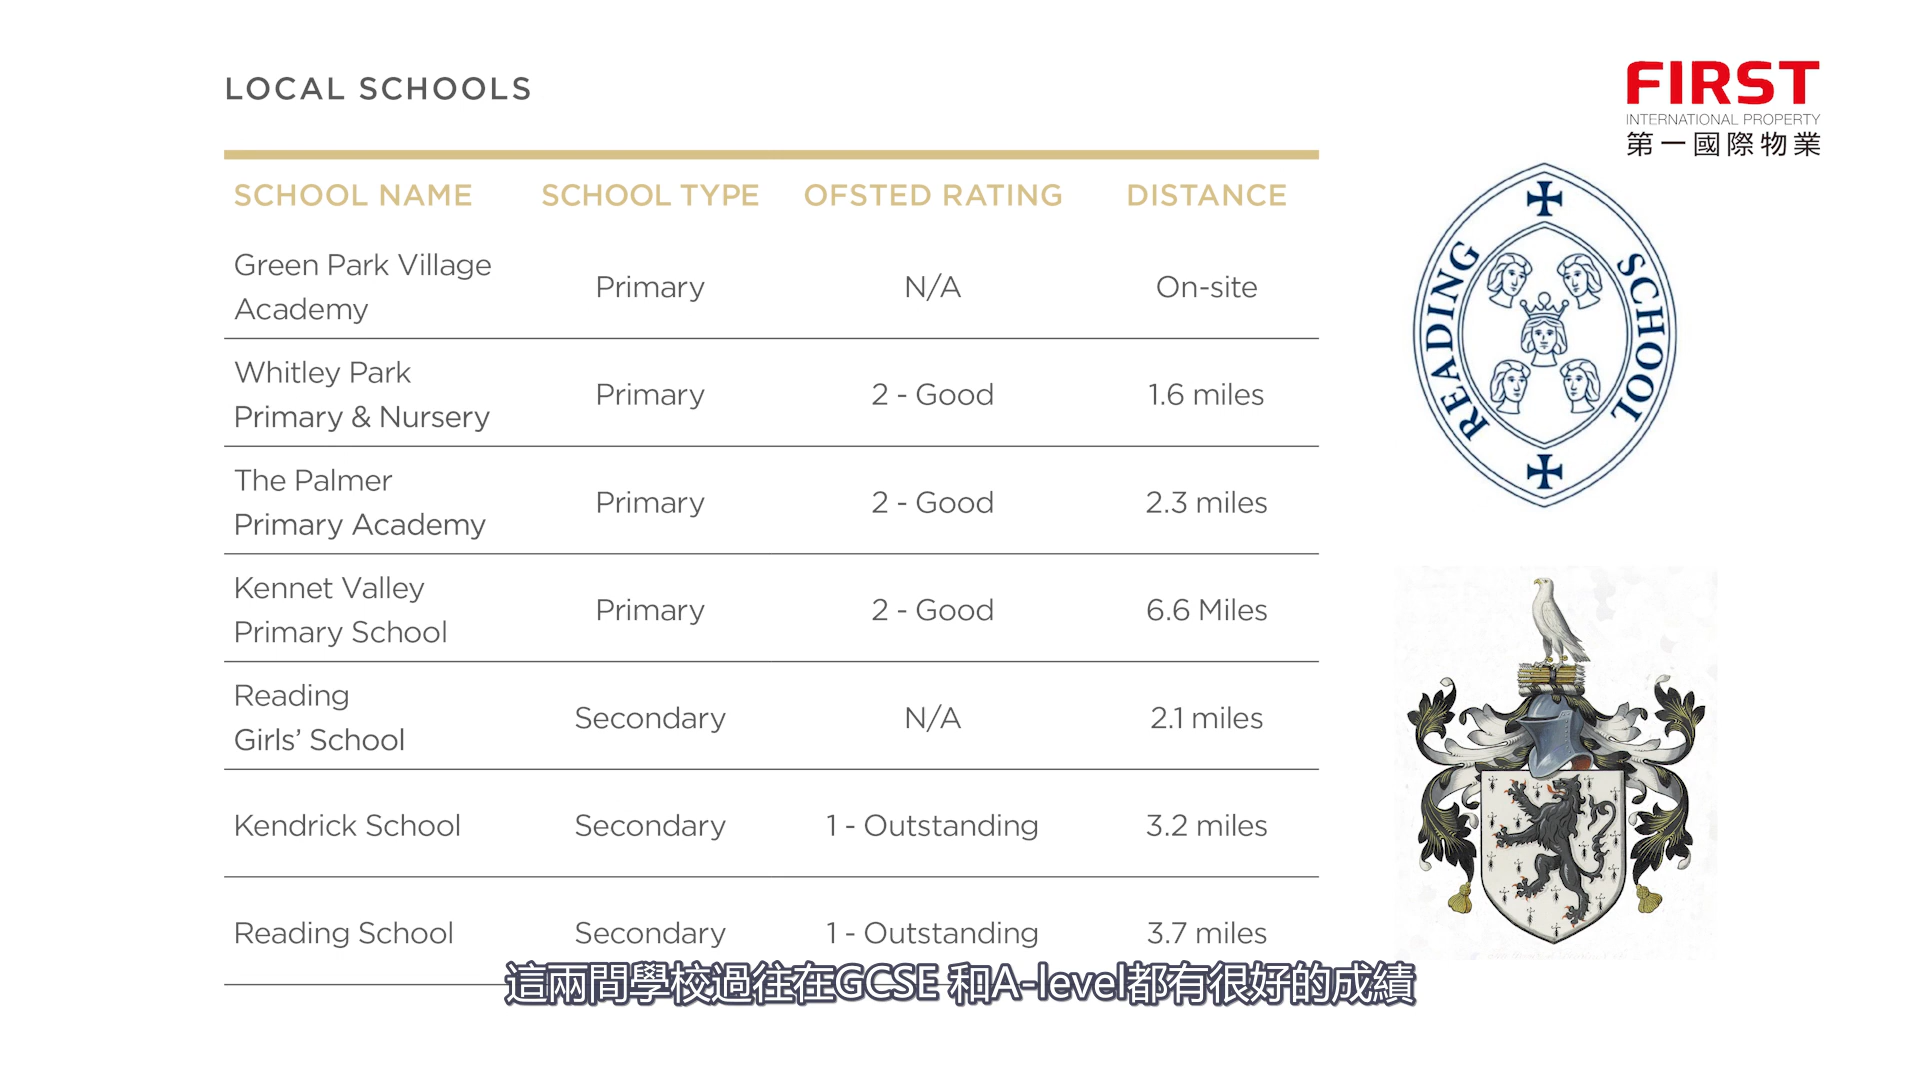 LOCAL SCHOOLS
FIRST
INTERNATIONAL PROPERTY
第一國際物業
SCHOOL NAME SCHOOL TYPE OFSTED RATING DISTANCE
Green Park Village
Academy
Primary N/A On-site
Whitley Park
Primary & Nursery
Primary 2 - Good 1.6 miles
The Palmer
Primary Academy
Primary 2 - Good 2.3 miles
Kennet Valley
Primary School
Primary 2 - Good 6.6 Miles
Reading
Girls’ School
Secondary N/A 2.1 miles
Kendrick School Secondary 1 - Outstanding 3.2 miles
Reading School Secondary 1 - Outstanding 3.7 miles
READING SCHOOL
這兩間學校過往在GCSE 和A-level都有很好的成績